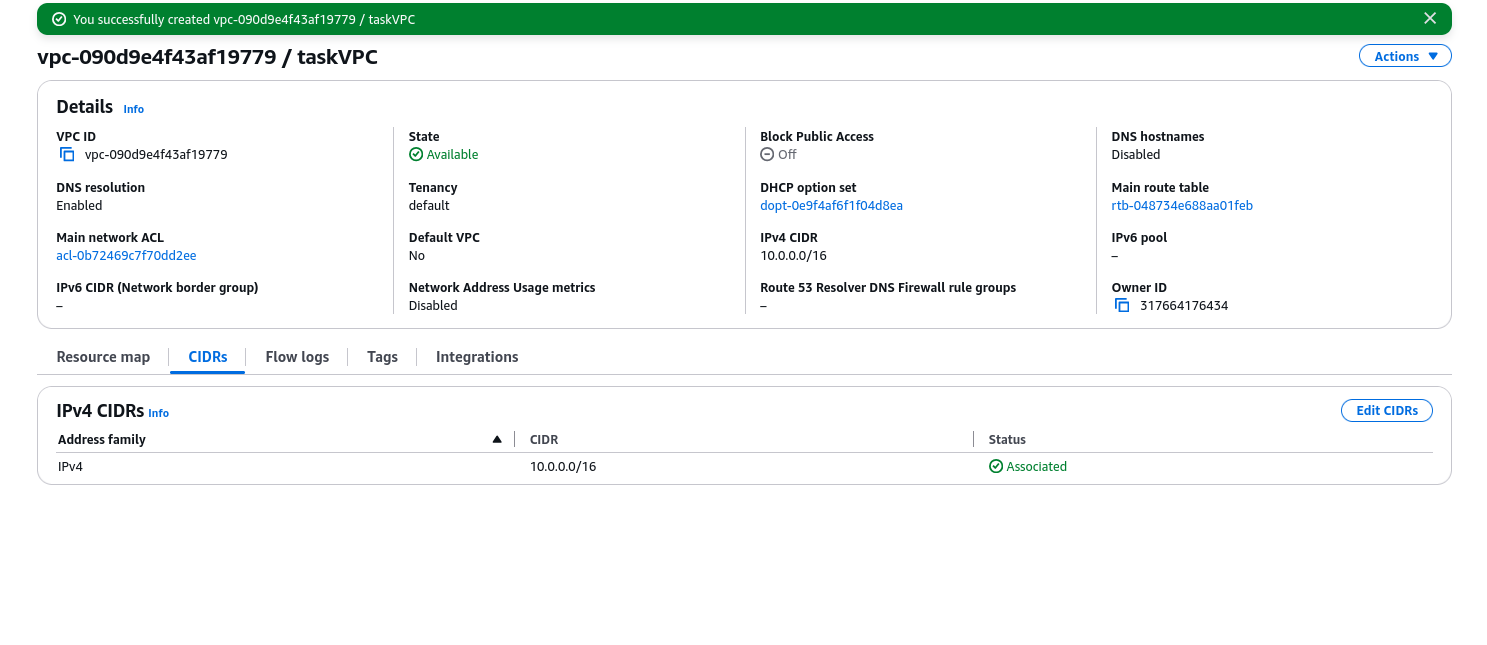 You successfully created vpc-090d9e4f43af19779 / taskVPC
vpc-090d9e4f43af19779 / taskVPC
Actions
Details Info
VPC ID
vpc-090d9e4f43af19779
State
Available
Block Public Access
Off
DNS hostnames
Disabled
DNS resolution
Enabled
Tenancy
default
DHCP option set
dopt-0e9f4af6f1f04d8ea
Main route table
rtb-048734e688aa01feb
Main network ACL
acl-0b72469c7f70dd2ee
Default VPC
No
IPv4 CIDR
10.0.0.0/16
IPv6 pool
–
IPv6 CIDR (Network border group)
–
Network Address Usage metrics
Disabled
Route 53 Resolver DNS Firewall rule groups
–
Owner ID
317664176434
Resource map CIDRs Flow logs Tags Integrations
IPv4 CIDRs Info
Edit CIDRs
Address family CIDR Status
IPv4 10.0.0.0/16 Associated